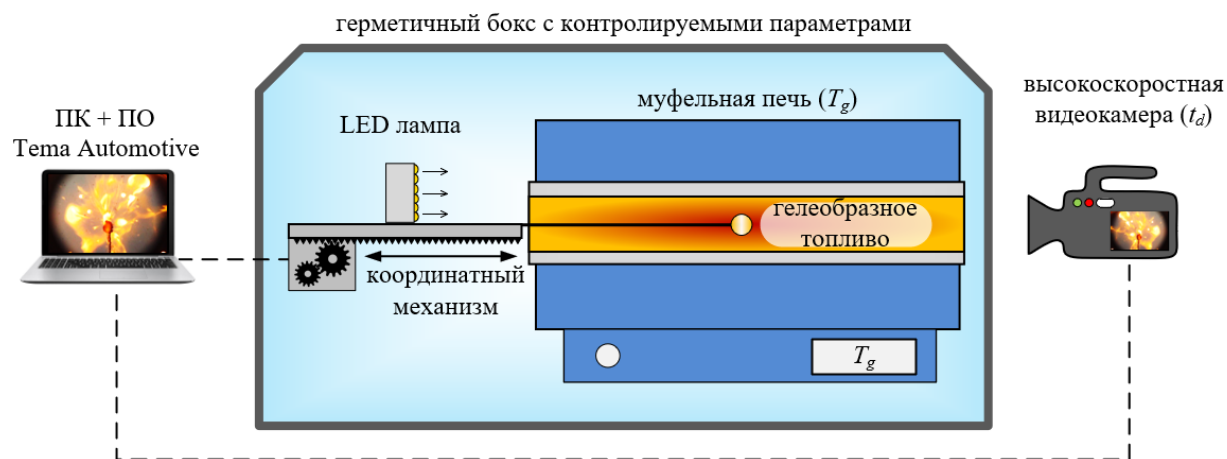 герметичный бокс с контролируемыми параметрами
ПК + ПО
Tema Automotive
LED лампа
муфельная печь (Tg)
высокоскоростная
видеокамера (td)
гелеобразное
топливо
координатный
механизм
Tg